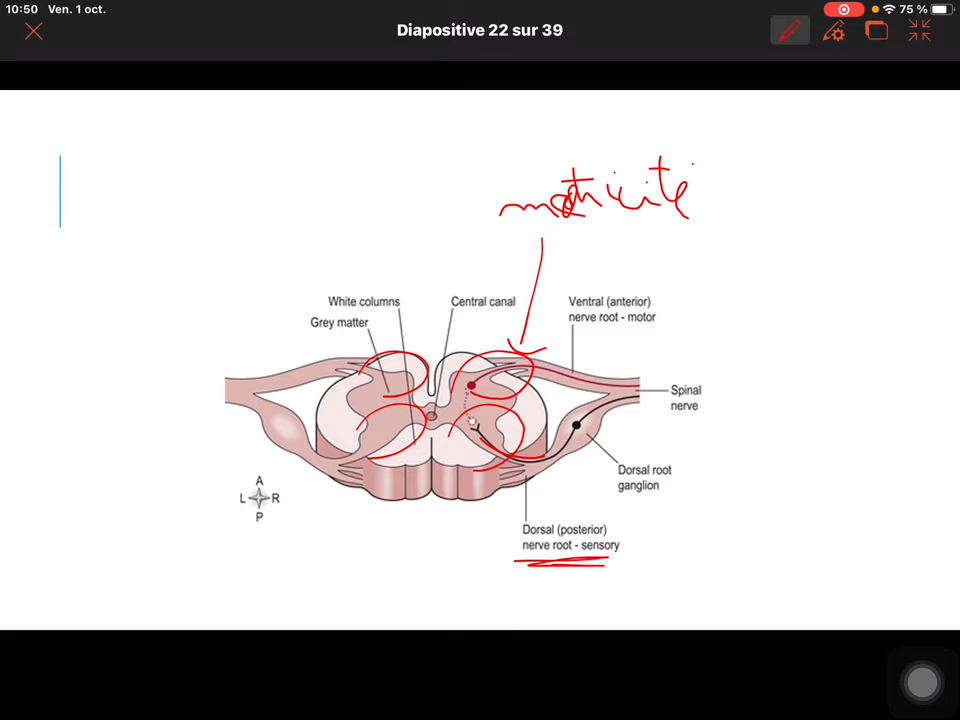 10:50 Ven. 1 oct.
75 %
Diapositive 22 sur 39
motricité
White columns
Central canal
Ventral (anterior)
nerve root - motor
Grey matter
Spinal
nerve
Dorsal root
ganglion
A
L R
P
Dorsal (posterior)
nerve root - sensory